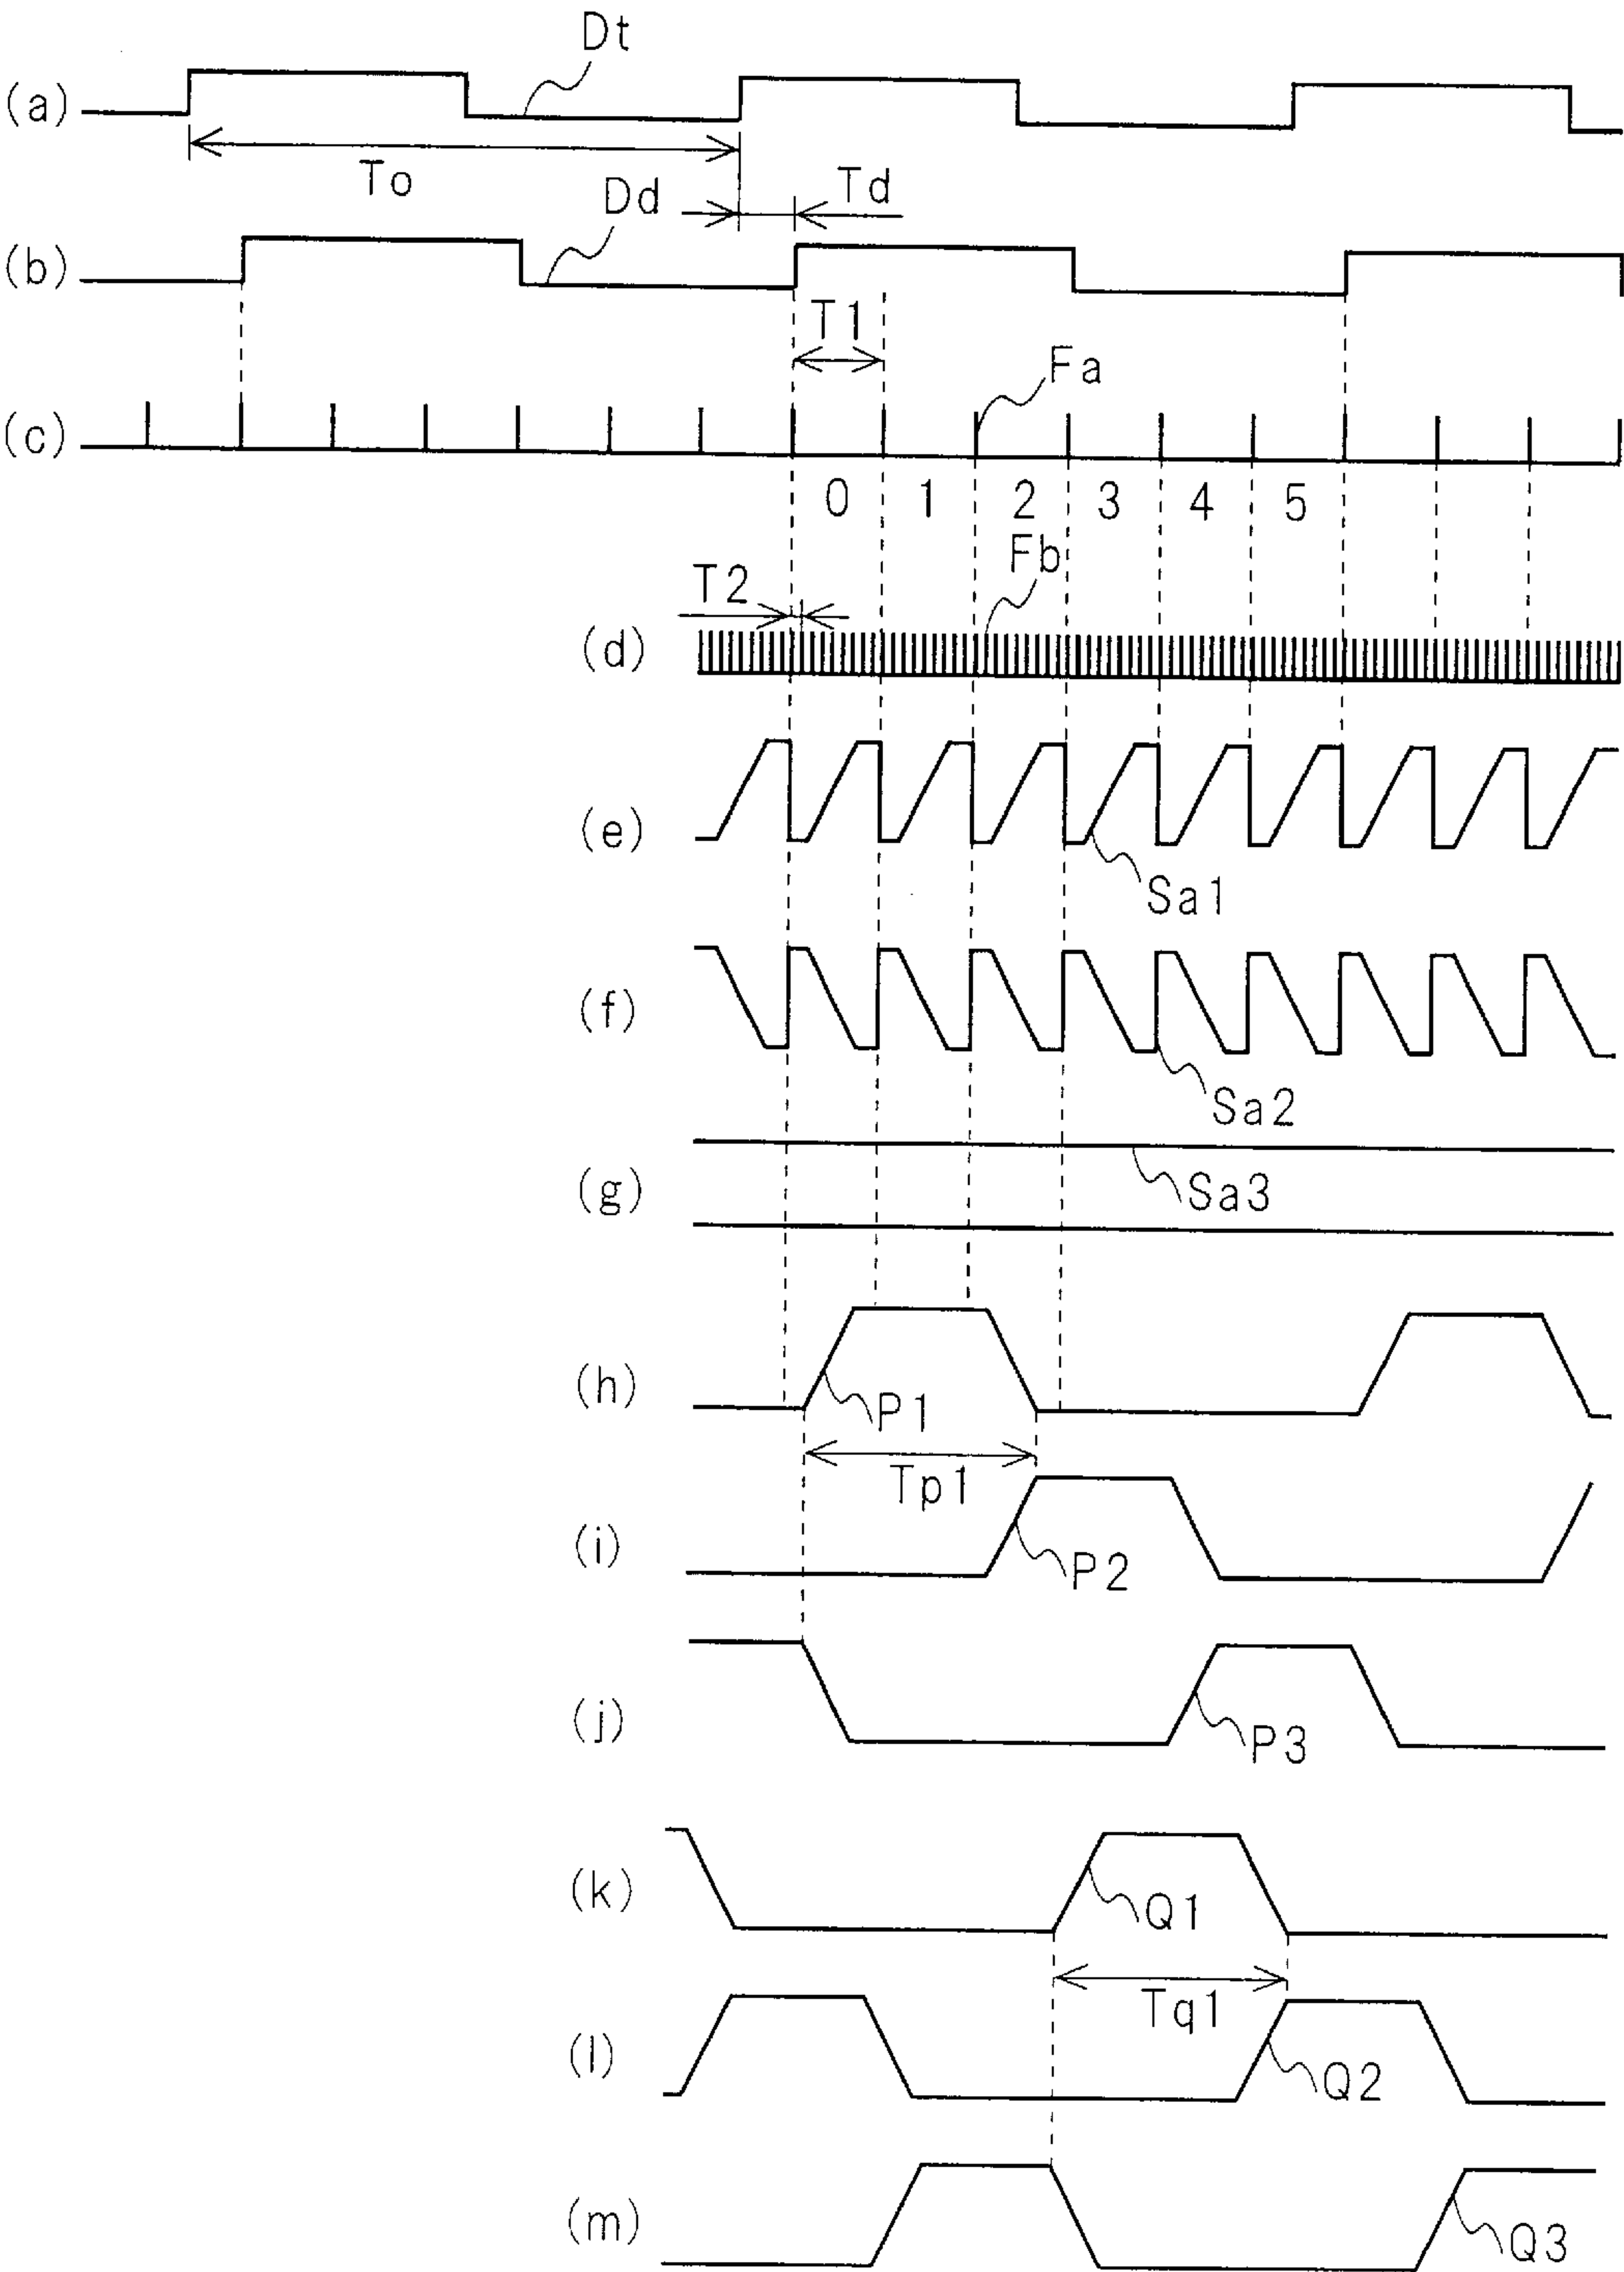 Dt
(a)
To
Td
Dd
(b)
T1
Fa
(c)
0 1 2 3 4 5
Fb
T2
(d)
(e)
Sa1
(f)
Sa2
(g)
Sa3
(h)
P1
Tp1
(i)
P2
(j)
P3
(k)
Q1
Tq1
(l)
Q2
(m)
Q3